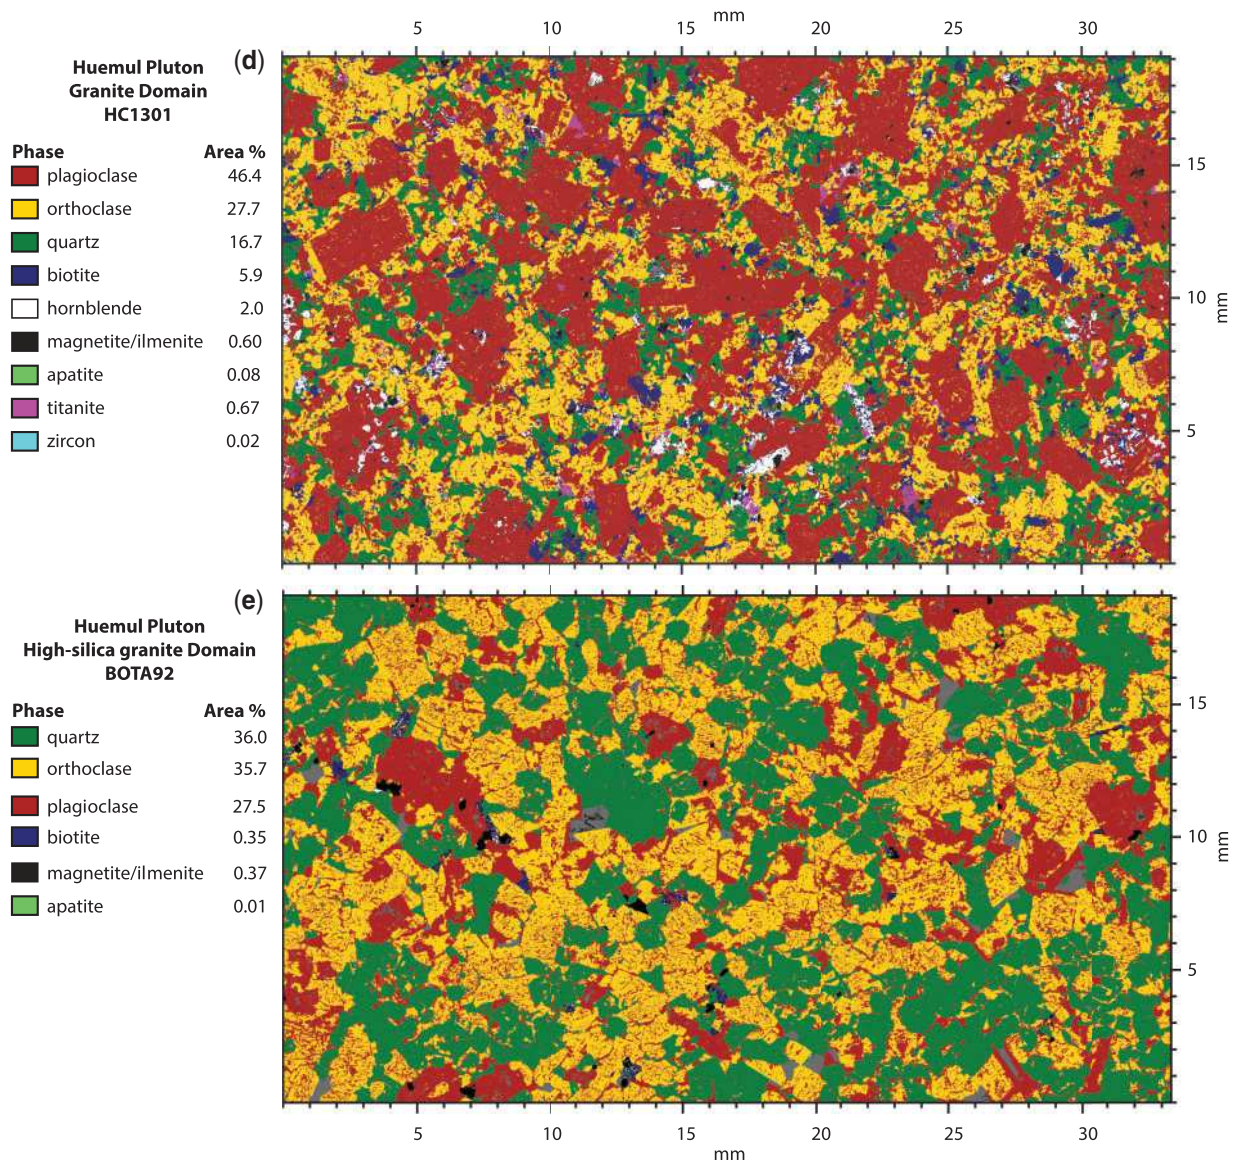 mm
5 10 15 20 25 30
(d)
Huemul Pluton
Granite Domain
HC1301
Phase Area %
plagioclase 46.4
orthoclase 27.7
quartz 16.7
biotite 5.9
hornblende 2.0
magnetite/ilmenite 0.60
apatite 0.08
titanite 0.67
zircon 0.02
15
10
mm
5
(e)
Huemul Pluton
High-silica granite Domain
BOTA92
Phase Area %
quartz 36.0
orthoclase 35.7
plagioclase 27.5
biotite 0.35
magnetite/ilmenite 0.37
apatite 0.01
15
10
mm
5
5 10 15 20 25 30
mm